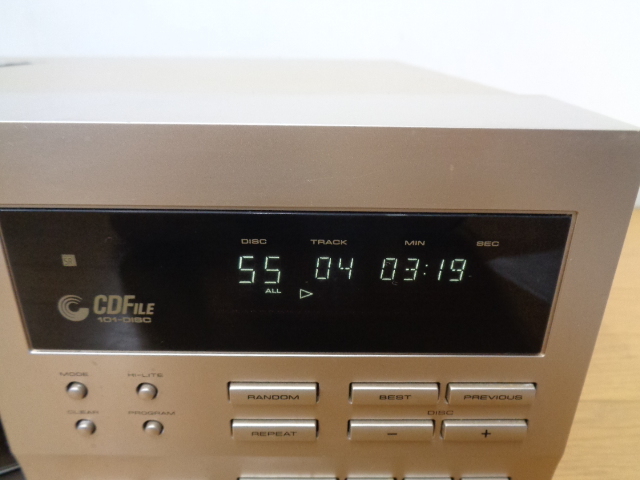 DISC TRACK MIN SEC
55 04 03:19
ALL
CDFILE
101-DISC
MODE HI-LITE
RANDOM BEST PREVIOUS
CLEAR PROGRAM DISC
REPEAT - +